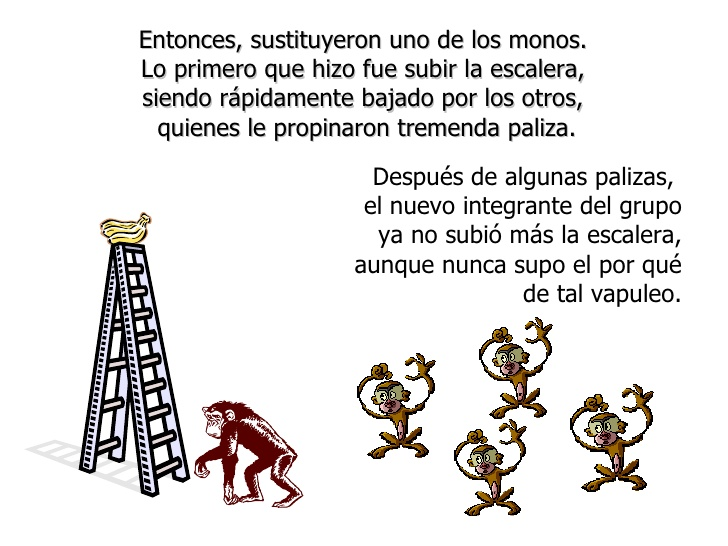 Entonces, sustituyeron uno de los monos.
Lo primero que hizo fue subir la escalera,
siendo rápidamente bajado por los otros,
quienes le propinaron tremenda paliza.
Después de algunas palizas,
el nuevo integrante del grupo
ya no subió más la escalera,
aunque nunca supo el por qué
de tal vapuleo.